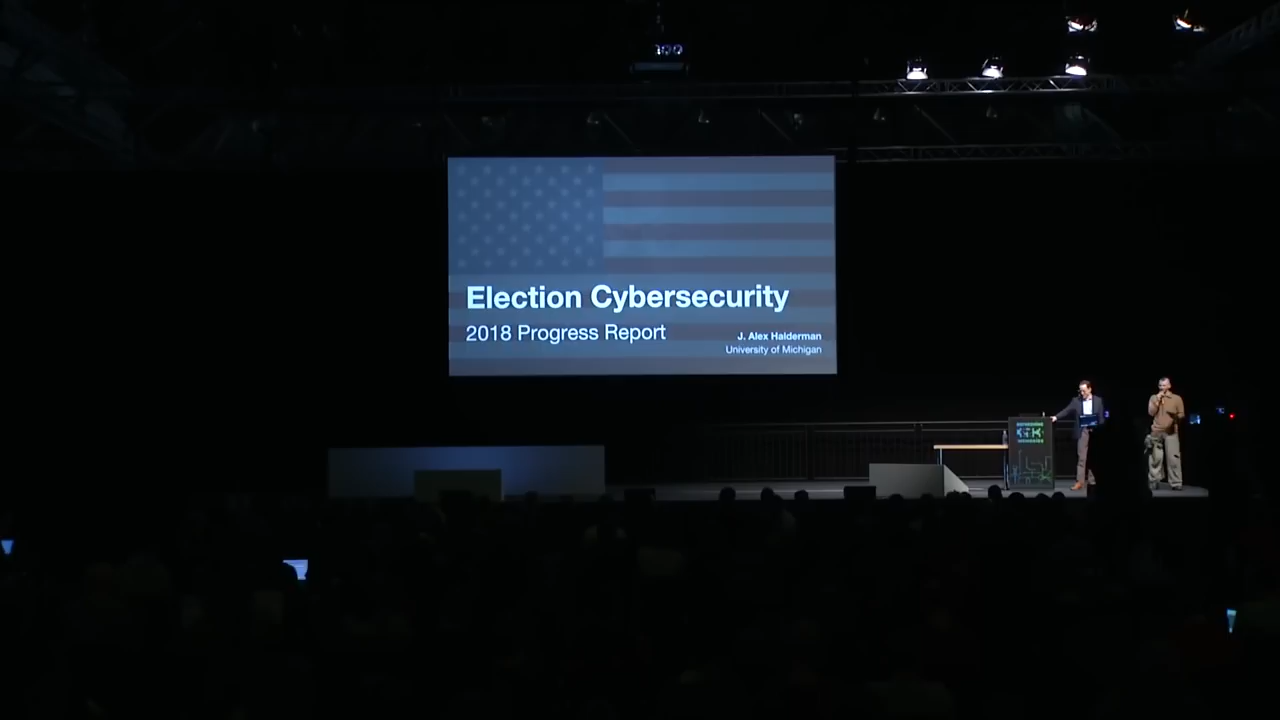 Election Cybersecurity
2018 Progress Report
J. Alex Halderman
University of Michigan